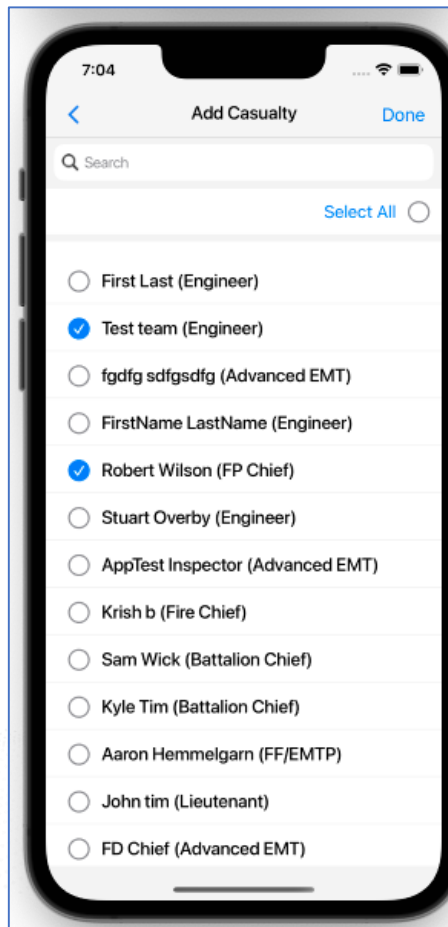 7:04
Add Casualty
Done
Search
Select All
First Last (Engineer)
Test team (Engineer)
fgdfg sdfgsdfg (Advanced EMT)
FirstName LastName (Engineer)
Robert Wilson (FP Chief)
Stuart Overby (Engineer)
AppTest Inspector (Advanced EMT)
Krish b (Fire Chief)
Sam Wick (Battalion Chief)
Kyle Tim (Battalion Chief)
Aaron Hemmelgarn (FF/EMTP)
John tim (Lieutenant)
FD Chief (Advanced EMT)